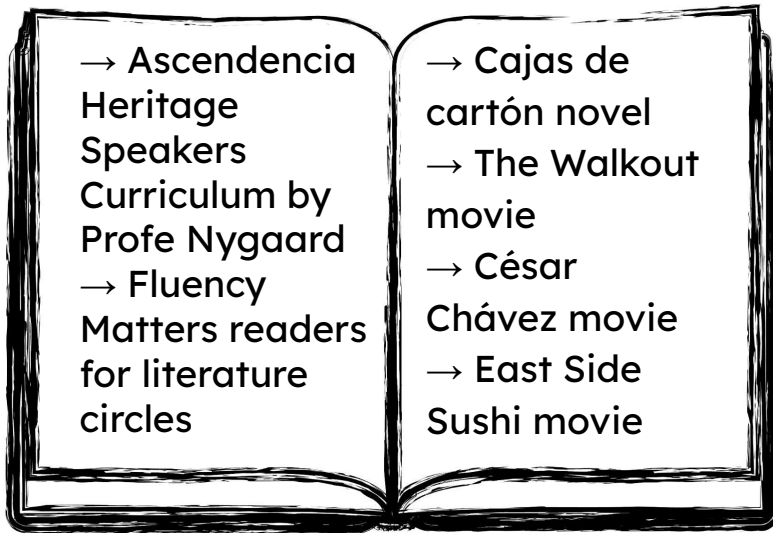 → Ascendencia
Heritage
Speakers
Curriculum by
Profe Nygaard
→ Fluency
Matters readers
for literature
circles
→ Cajas de
cartón novel
→ The Walkout
movie
→ César
Chávez movie
→ East Side
Sushi movie